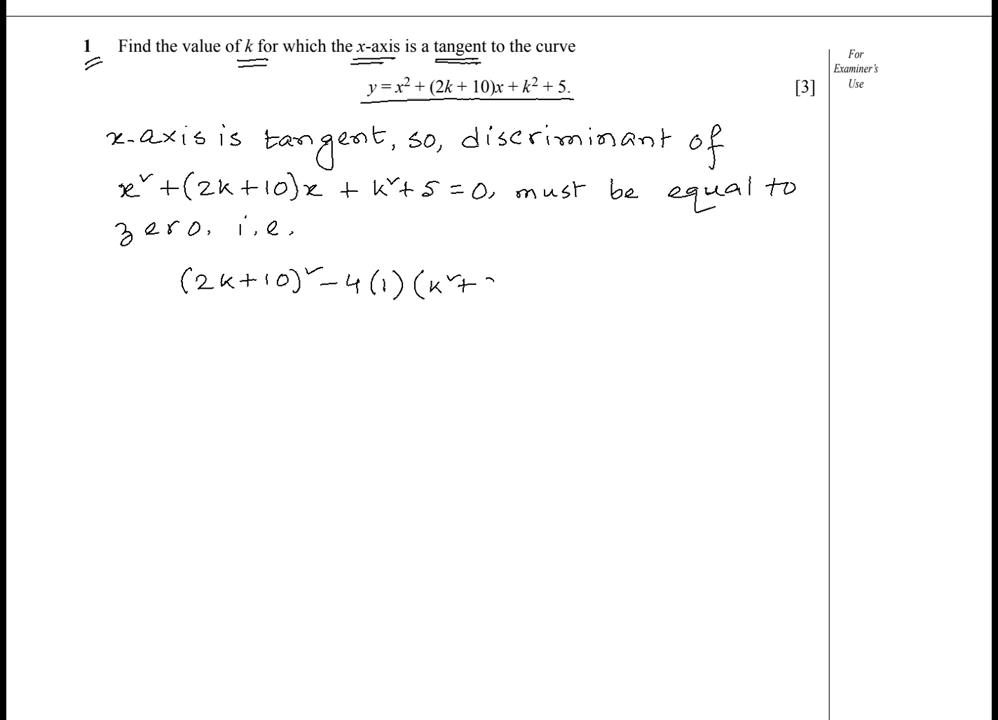 1 Find the value of k for which the x-axis is a tangent to the curve
For
Examiner's
Use
y = x² + (2k + 10)x + k² + 5. [3]
x-axis is tangent, so, discriminant of
x² + (2k+10)x + k² + 5 = 0, must be equal to
zero. i.e.
(2k+10)² - 4(1)(k² +